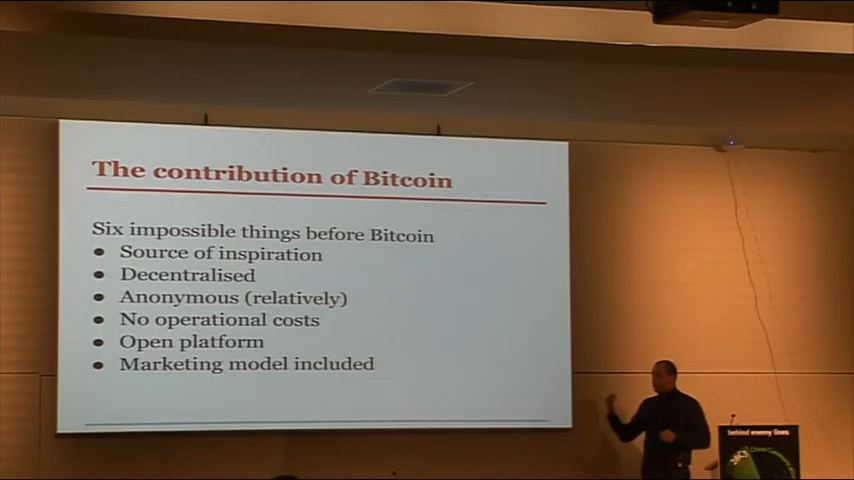 The contribution of Bitcoin
Six impossible things before Bitcoin
Source of inspiration
Decentralised
Anonymous (relatively)
No operational costs
Open platform
Marketing model included
behind enemy lines